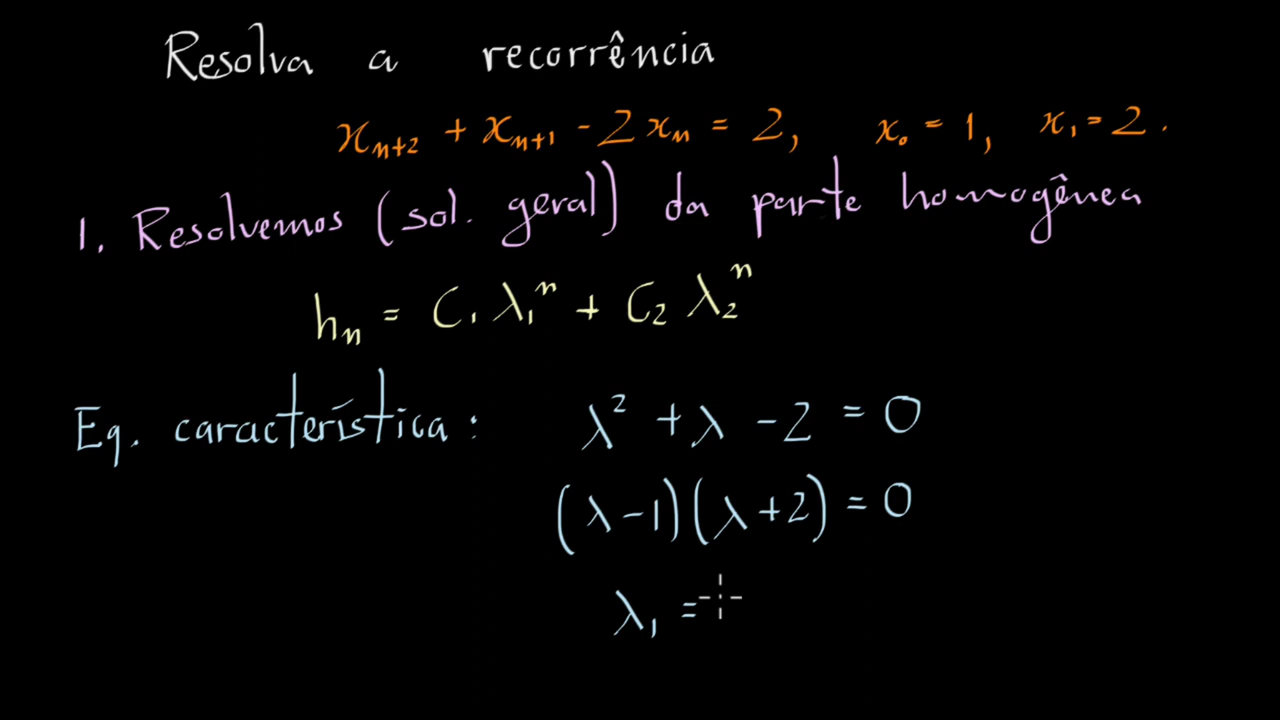 Resolva a recorrência
x_{n+2} + x_{n+1} - 2x_n = 2, x_0 = 1, x_1 = 2.
1. Resolvemos (sol. geral) da parte homogênea
h_n = C_1 λ_1^n + C_2 λ_2^n
Eq. característica: λ^2 + λ - 2 = 0
(λ - 1)(λ + 2) = 0
λ_1 =